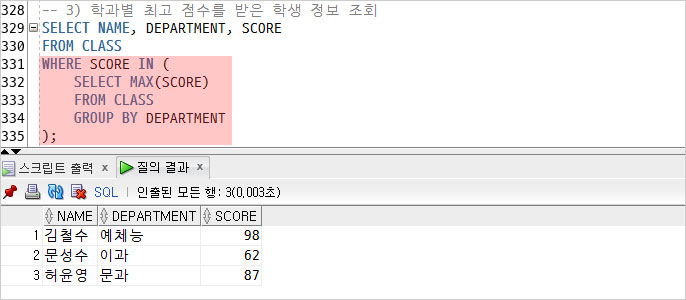 328 -- 3) 학과별 최고 점수를 받은 학생 정보 조회
329 SELECT NAME, DEPARTMENT, SCORE
330 FROM CLASS
331 WHERE SCORE IN (
332 SELECT MAX(SCORE)
333 FROM CLASS
334 GROUP BY DEPARTMENT
335 );
스크립트 출력 x 질의 결과 x
SQL | 인출된 모든 행: 3(0,003초)
NAME DEPARTMENT SCORE
1 김철수 예체능 98
2 문성수 이과 62
3 허윤영 문과 87